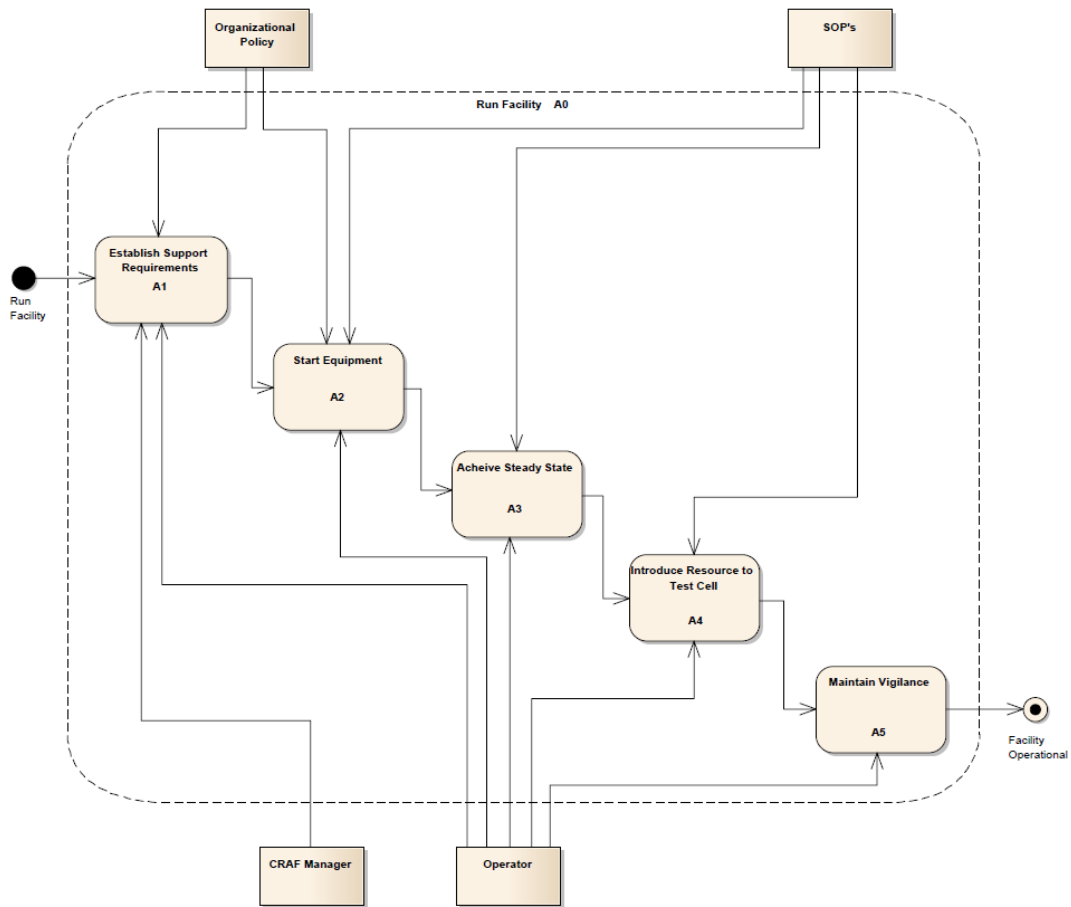 Organizational
Policy
SOP's
Run Facility A0
Establish Support
Requirements
A1
Run
Facility
Start Equipment
A2
Acheive Steady State
A3
Introduce Resource to
Test Cell
A4
Maintain Vigilance
A5
Facility
Operational
CRAF Manager
Operator